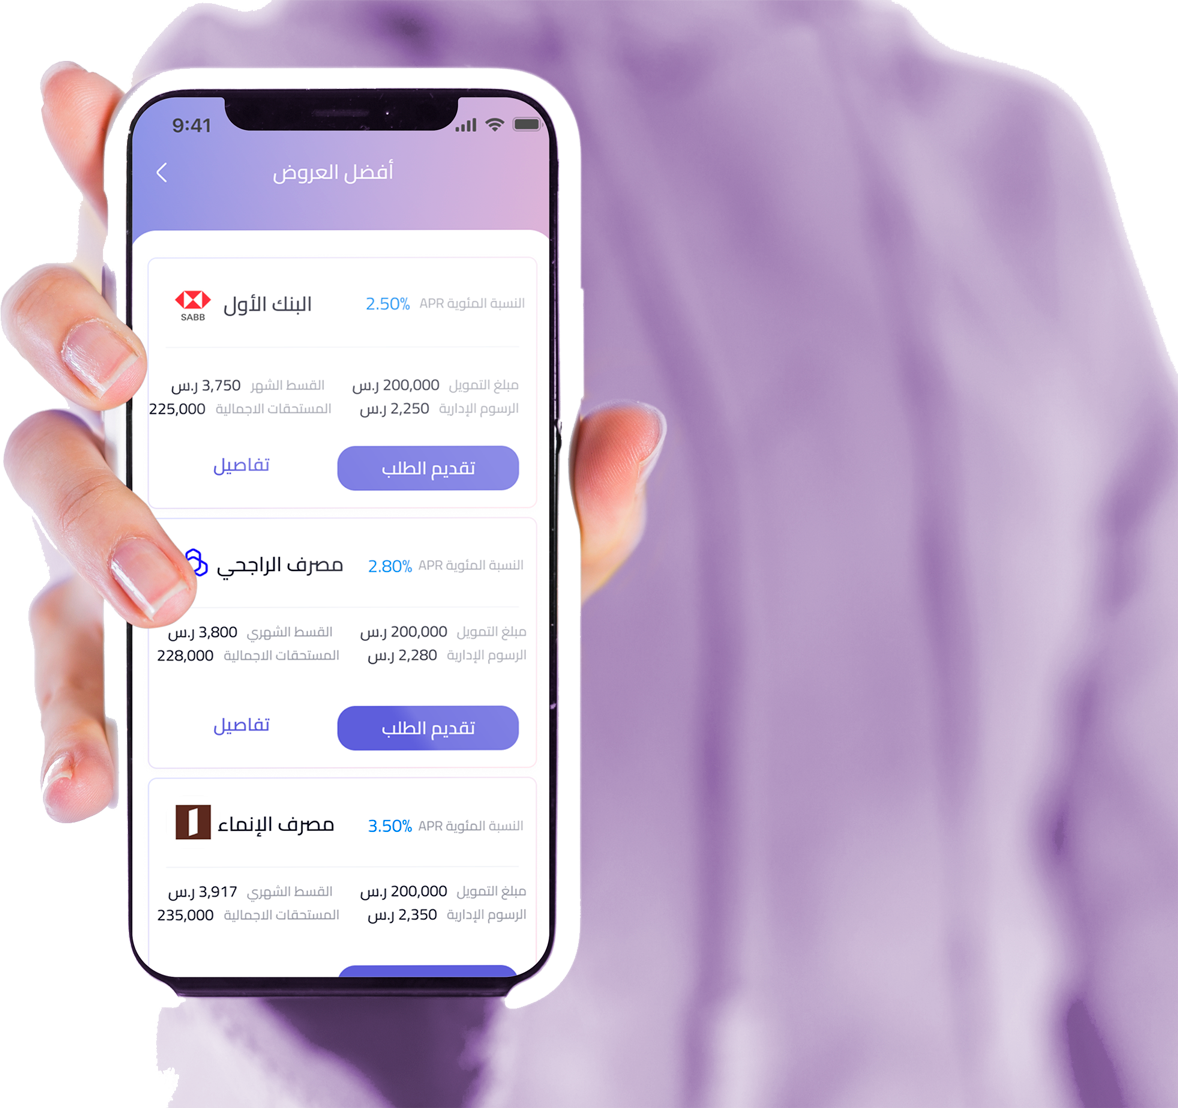 9:41
أفضل العروض
البنك الأول
SABB
النسبة المئوية APR 2.50%
مبلغ التمويل 200,000 ر.س القسط الشهر 3,750 ر.س
الرسوم الإدارية 2,250 ر.س المستحقات الاجمالية 225,000
تقديم الطلب تفاصيل
النسبة المئوية APR 2.80% مصرف الراجحي
مبلغ التمويل 200,000 ر.س القسط الشهري 3,800 ر.س
الرسوم الإدارية 2,280 ر.س المستحقات الاجمالية 228,000
تقديم الطلب تفاصيل
النسبة المئوية APR 3.50% مصرف الإنماء
مبلغ التمويل 200,000 ر.س القسط الشهري 3,917 ر.س
الرسوم الإدارية 2,350 ر.س المستحقات الاجمالية 235,000